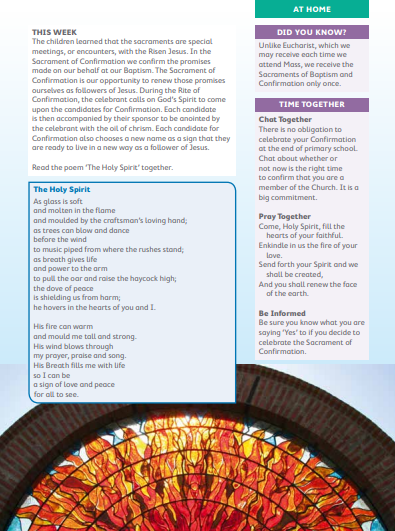 AT HOME
THIS WEEK
The children learned that the sacraments are special
meetings, or encounters, with the Risen Jesus. In the
Sacrament of Confirmation we confirm the promises
made on our behalf at our Baptism. The Sacrament of
Confirmation is our opportunity to renew those promises
ourselves as followers of Jesus. During the Rite of
Confirmation, the celebrant calls on God's Spirit to come
upon the candidates for Confirmation. Each candidate
is then accompanied by their sponsor to be anointed by
the celebrant with the oil of chrism. Each candidate for
Confirmation also chooses a new name as a sign that they
are ready to live in a new way as a follower of Jesus.
Read the poem 'The Holy Spirit' together.
The Holy Spirit
As glass is soft
and molten in the flame
and moulded by the craftsman's loving hand;
as trees can blow and dance
before the wind
to music piped from where the rushes stand;
as breath gives life
and power to the arm
to pull the oar and raise the haycock high;
the dove of peace
is shielding us from harm;
he hovers in the hearts of you and I.
His fire can warm
and mould me tall and strong.
His wind blows through
my prayer, praise and song.
His Breath fills me with life
so I can be
a sign of love and peace
for all to see.
DID YOU KNOW?
Unlike Eucharist, which we
may receive each time we
attend Mass, we receive the
Sacraments of Baptism and
Confirmation only once.
TIME TOGETHER
Chat Together
There is no obligation to
celebrate your Confirmation
at the end of primary school.
Chat about whether or
not now is the right time
to confirm that you are a
member of the Church. It is a
big commitment.
Pray Together
Come, Holy Spirit, fill the
hearts of your faithful.
Enkindle in us the fire of your
love.
Send forth your Spirit and we
shall be created,
And you shall renew the face
of the earth.
Be Informed
Be sure you know what you are
saying 'Yes' to if you decide to
celebrate the Sacrament of
Confirmation.